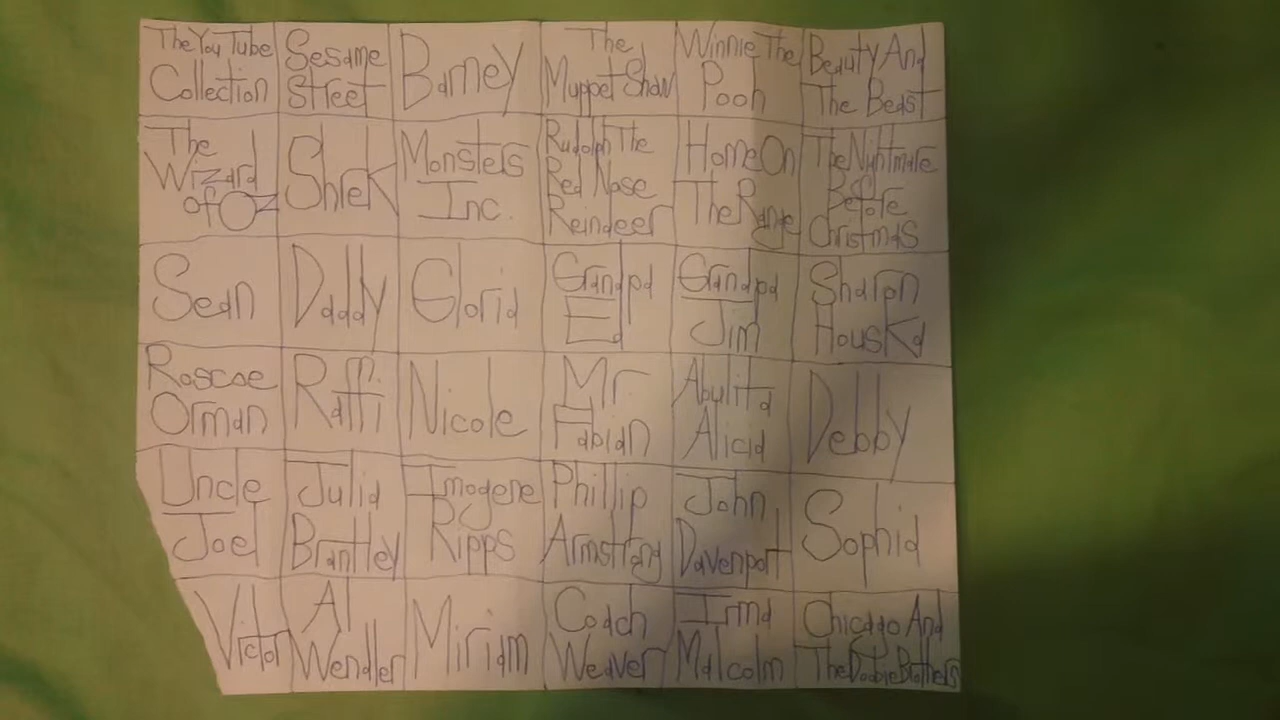 The YouTube
Collection
Sesame
Street
Barney
The
Muppet Show
Winnie The
Pooh
Beauty And
The Beast
The
Wizard
of Oz
Shrek
Monsters
Inc.
Rudolph The
Red Nose
Reindeer
Home On
The Range
The Nightmare
Before
Christmas
Sean
Daddy
Gloria
Grandpa
Ed
Grandpa
Jim
Sharon
Houska
Roscoe
Orman
Raffi
Nicole
Mr.
Fabian
Abulita
Alicia
Debby
Uncle
Joel
Julia
Brantley
Imogene
Ripps
Phillip
Armstrong
John
Davenport
Sophia
Victor
Al
Wendler
Miriam
Coach
Weaver
Irma
Malcolm
Chicago And
The Doobie Brothers